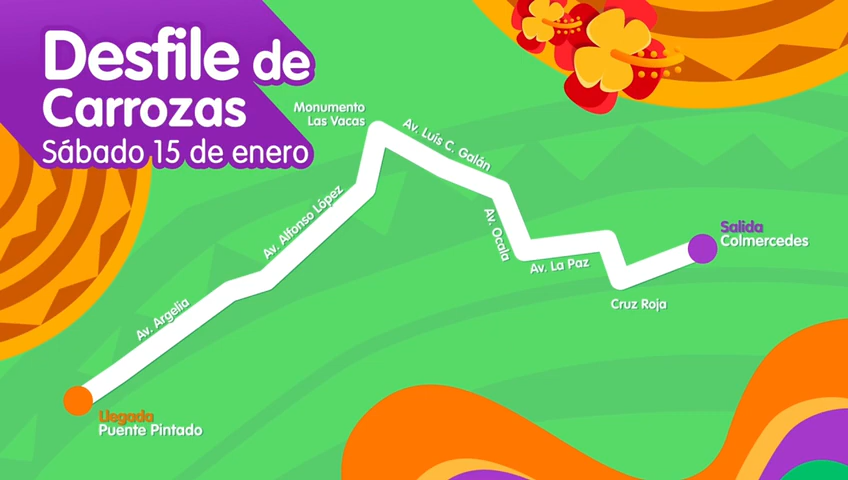 Desfile de
Carrozas
Sábado 15 de enero
Monumento
Las Vacas
Av. Luís C. Galán
Av. Alfonso López
Av. Ocala
Salida
Colmercedes
Av. La Paz
Cruz Roja
Av. Argelia
Llegada
Puente Pintado